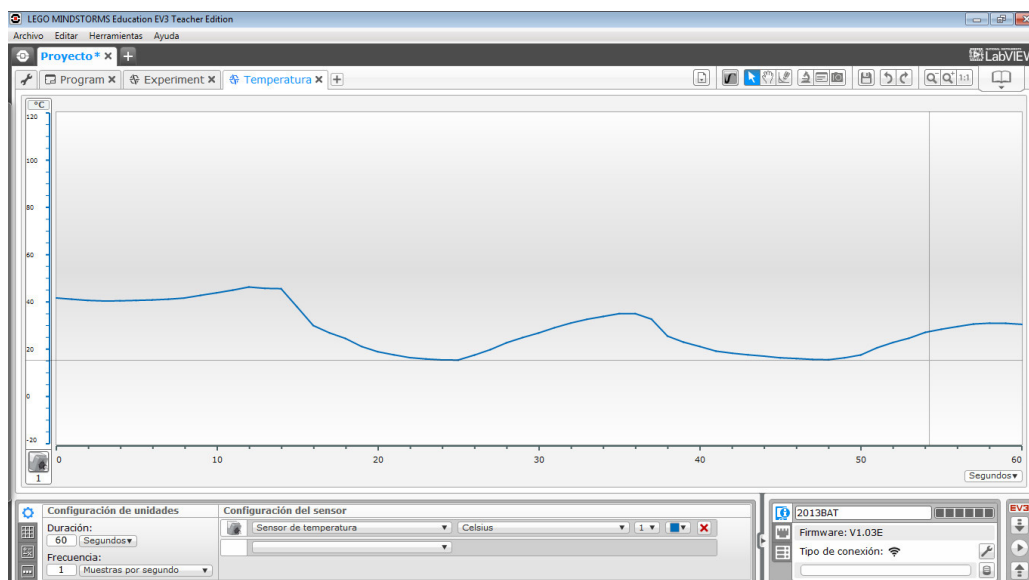 LEGO MINDSTORMS Education EV3 Teacher Edition
Archivo Editar Herramientas Ayuda
Proyecto* × +
LabVIEW
Program × Experiment × Temperatura × +
1:1
°C
120
100
80
60
40
20
0
-20
0 10 20 30 40 50 60
1
Segundos
Configuración de unidades
Duración:
60 Segundos
Frecuencia:
1 Muestras por segundo
Configuración del sensor
Sensor de temperatura Celsius 1
2013BAT
Firmware: V1.03E
Tipo de conexión:
EV3